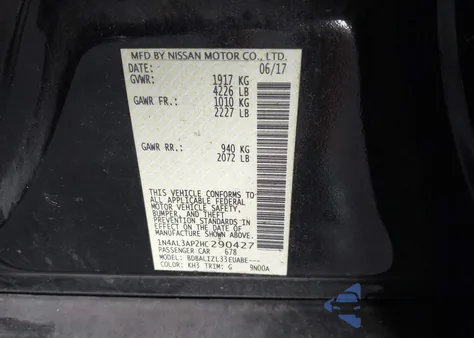 MFD BY NISSAN MOTOR CO., LTD.
DATE: 06/17
GVWR: 1917 KG
4226 LB
GAWR FR: 1010 KG
2227 LB
GAWR RR.: 940 KG
2072 LB
THIS VEHICLE CONFORMS TO
ALL APPLICABLE FEDERAL
MOTOR VEHICLE SAFETY,
BUMPER, AND THEFT
PREVENTION STANDARDS IN
EFFECT ON THE DATE OF
MANUFACTURE SHOWN ABOVE.
1N4AL3AP2HC290427
PASSENGER CAR 678
MODEL: BDBALIZL33EUABE---
COLOR: KH3 TRIM: G 9N00A